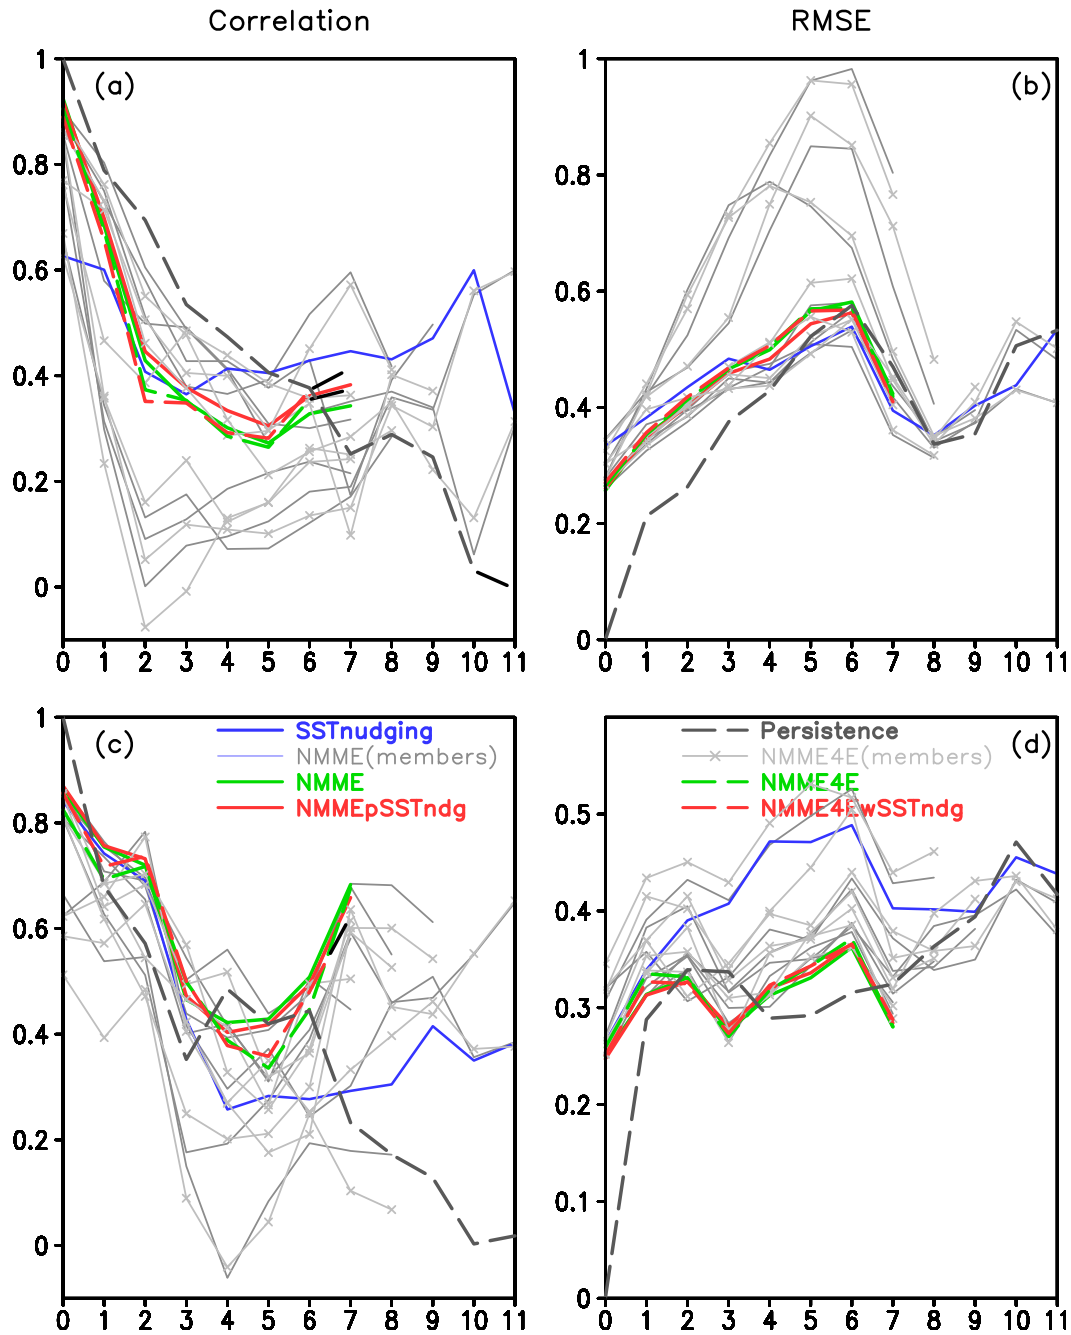 Correlation
RMSE
(a)
1
0.8
0.6
0.4
0.2
0
0 1 2 3 4 5 6 7 8 9 10 11
(b)
1
0.8
0.6
0.4
0.2
0
0 1 2 3 4 5 6 7 8 9 10 11
(c)
SSTnudging
NMME(members)
NMME
NMMEpSSTndg
1
0.8
0.6
0.4
0.2
0
0 1 2 3 4 5 6 7 8 9 10 11
Persistence
(d)
NMME4E(members)
NMME4E
NMME4EwSSTndg
0.5
0.4
0.3
0.2
0.1
0
0 1 2 3 4 5 6 7 8 9 10 11